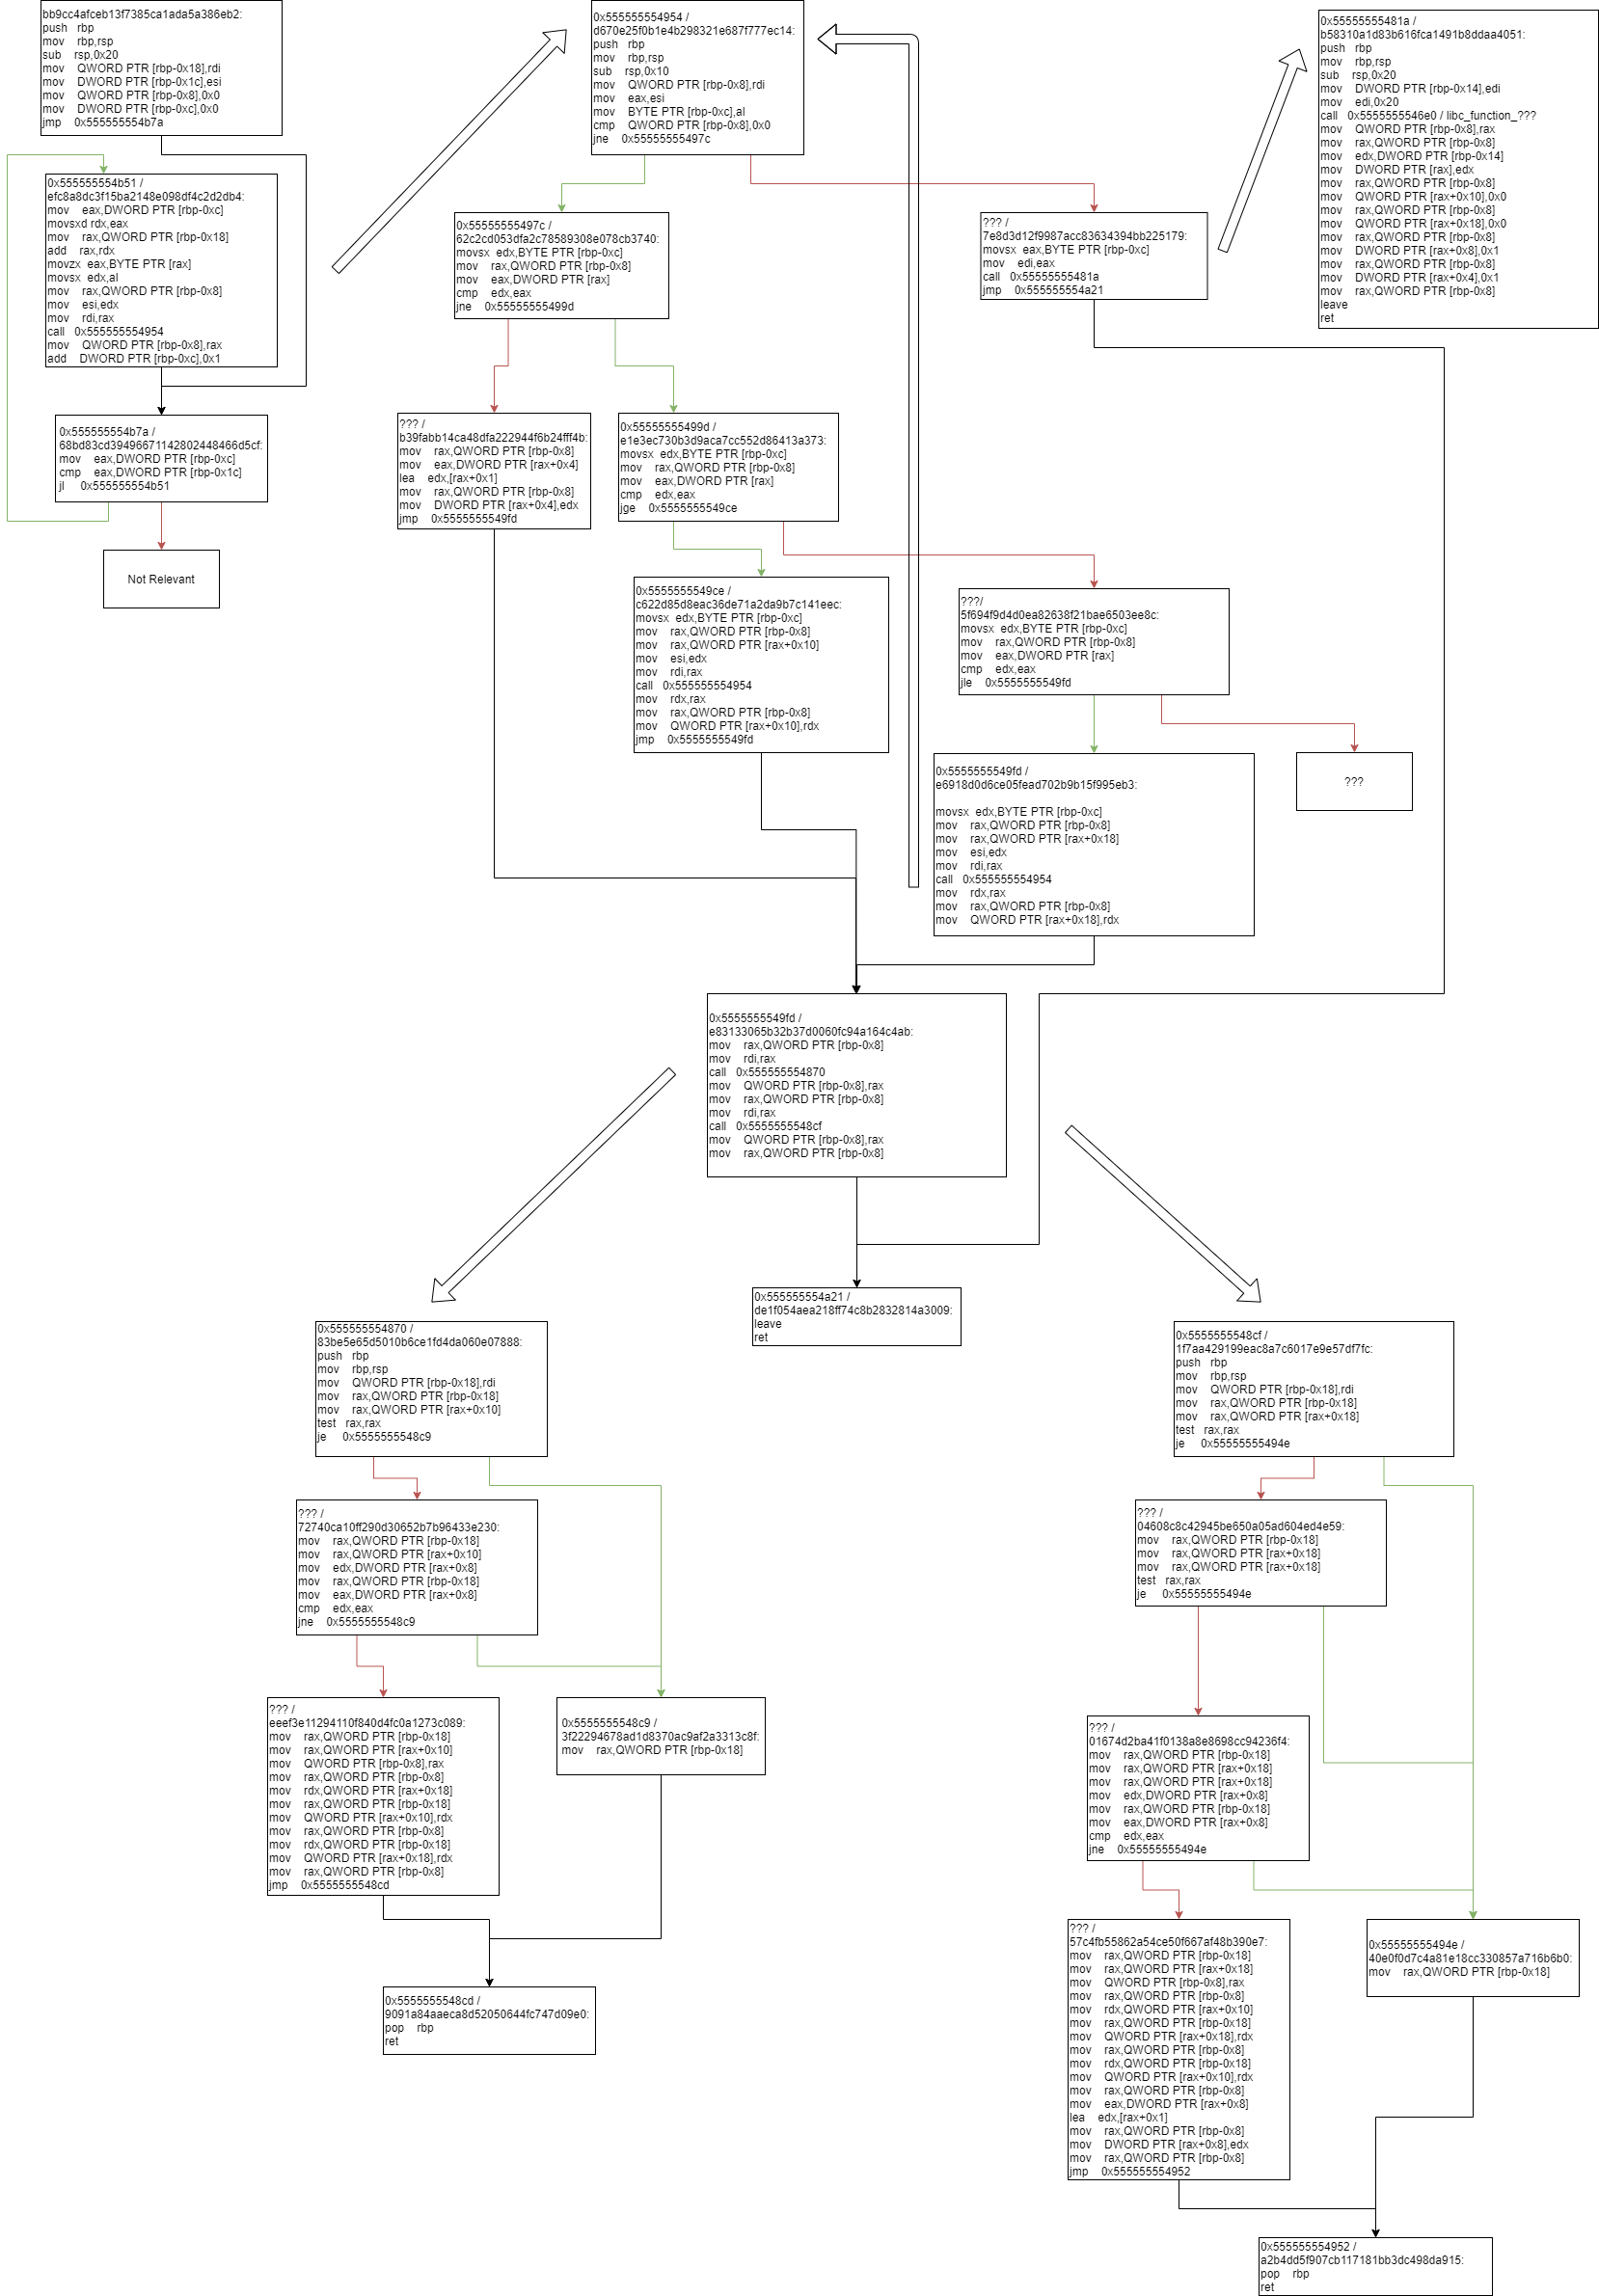 bb9cc4afceb13f7385ca1ada5a386eb2:
push rbp
mov rbp,rsp
sub rsp,0x20
mov QWORD PTR [rbp-0x18],rdi
mov DWORD PTR [rbp-0x1c],esi
mov QWORD PTR [rbp-0x8],0x0
mov DWORD PTR [rbp-0xc],0x0
jmp 0x555555554b7a
0x555555554b51 /
efc8a8dc3f15ba2148e098df4c2d2db4:
mov eax,DWORD PTR [rbp-0xc]
movsxd rdx,eax
mov rax,QWORD PTR [rbp-0x18]
add rax,rdx
movzx eax,BYTE PTR [rax]
movsx edx,al
mov rax,QWORD PTR [rbp-0x8]
mov esi,edx
mov rdi,rax
call 0x555555554954
mov QWORD PTR [rbp-0x8],rax
add DWORD PTR [rbp-0xc],0x1
0x555555554b7a /
68bd83cd39496671142802448466d5cf:
mov eax,DWORD PTR [rbp-0xc]
cmp eax,DWORD PTR [rbp-0x1c]
jl 0x555555554b51
Not Relevant
0x555555554954 /
d670e25f0b1e4b298321e687f777ec14:
push rbp
mov rbp,rsp
sub rsp,0x10
mov QWORD PTR [rbp-0x8],rdi
mov eax,esi
mov BYTE PTR [rbp-0xc],al
cmp QWORD PTR [rbp-0x8],0x0
jne 0x55555555497c
0x55555555481a /
b58310a1d83b616fca1491b8ddaa4051:
push rbp
mov rbp,rsp
sub rsp,0x20
mov DWORD PTR [rbp-0x14],edi
mov edi,0x20
call 0x5555555546e0 / libc_function_???
mov QWORD PTR [rbp-0x8],rax
mov rax,QWORD PTR [rbp-0x8]
mov edx,DWORD PTR [rbp-0x14]
mov DWORD PTR [rax],edx
mov rax,QWORD PTR [rbp-0x8]
mov QWORD PTR [rax+0x10],0x0
mov rax,QWORD PTR [rbp-0x8]
mov QWORD PTR [rax+0x18],0x0
mov rax,QWORD PTR [rbp-0x8]
mov DWORD PTR [rax+0x8],0x1
mov rax,QWORD PTR [rbp-0x8]
mov DWORD PTR [rax+0x4],0x1
mov rax,QWORD PTR [rbp-0x8]
leave
ret
0x55555555497c /
62c2cd053dfa2c78589308e078cb3740:
movsx edx,BYTE PTR [rbp-0xc]
mov rax,QWORD PTR [rbp-0x8]
mov eax,DWORD PTR [rax]
cmp edx,eax
jne 0x55555555499d
??? /
7e8d3d12f9987acc83634394bb225179:
movsx eax,BYTE PTR [rbp-0xc]
mov edi,eax
call 0x55555555481a
jmp 0x555555554a21
??? /
b39fabb14ca48dfa222944f6b24fff4b:
mov rax,QWORD PTR [rbp-0x8]
mov eax,DWORD PTR [rax+0x4]
lea edx,[rax+0x1]
mov rax,QWORD PTR [rbp-0x8]
mov DWORD PTR [rax+0x4],edx
jmp 0x5555555549fd
0x55555555499d /
e1e3ec730b3d9aca7cc552d86413a373:
movsx edx,BYTE PTR [rbp-0xc]
mov rax,QWORD PTR [rbp-0x8]
mov eax,DWORD PTR [rax]
cmp edx,eax
jge 0x5555555549ce
0x5555555549ce /
c622d85d8eac36de71a2da9b7c141eec:
movsx edx,BYTE PTR [rbp-0xc]
mov rax,QWORD PTR [rbp-0x8]
mov rax,QWORD PTR [rax+0x10]
mov esi,edx
mov rdi,rax
call 0x555555554954
mov rdx,rax
mov rax,QWORD PTR [rbp-0x8]
mov QWORD PTR [rax+0x10],rdx
jmp 0x5555555549fd
???/
5f694f9d4d0ea82638f21bae6503ee8c:
movsx edx,BYTE PTR [rbp-0xc]
mov rax,QWORD PTR [rbp-0x8]
mov eax,DWORD PTR [rax]
cmp edx,eax
jle 0x5555555549fd
???
0x5555555549fd /
e6918d0d6ce05fead702b9b15f995eb3:
movsx edx,BYTE PTR [rbp-0xc]
mov rax,QWORD PTR [rbp-0x8]
mov rax,QWORD PTR [rax+0x18]
mov esi,edx
mov rdi,rax
call 0x555555554954
mov rdx,rax
mov rax,QWORD PTR [rbp-0x8]
mov QWORD PTR [rax+0x18],rdx
0x5555555549fd /
e83133065b32b37d0060fc94a164c4ab:
mov rax,QWORD PTR [rbp-0x8]
mov rdi,rax
call 0x555555554870
mov QWORD PTR [rbp-0x8],rax
mov rax,QWORD PTR [rbp-0x8]
mov rdi,rax
call 0x5555555548cf
mov QWORD PTR [rbp-0x8],rax
mov rax,QWORD PTR [rbp-0x8]
0x555555554a21 /
de1f054aea218ff74c8b2832814a3009:
leave
ret
0x555555554870 /
83be5e65d5010b6ce1fd4da060e07888:
push rbp
mov rbp,rsp
mov QWORD PTR [rbp-0x18],rdi
mov rax,QWORD PTR [rbp-0x18]
mov rax,QWORD PTR [rax+0x10]
test rax,rax
je 0x5555555548c9
??? /
72740ca10ff290d30652b7b96433e230:
mov rax,QWORD PTR [rbp-0x18]
mov rax,QWORD PTR [rax+0x10]
mov edx,DWORD PTR [rax+0x8]
mov rax,QWORD PTR [rbp-0x18]
mov eax,DWORD PTR [rax+0x8]
cmp edx,eax
jne 0x5555555548c9
??? /
eeef3e11294110f840d4fc0a1273c089:
mov rax,QWORD PTR [rbp-0x18]
mov rax,QWORD PTR [rax+0x10]
mov QWORD PTR [rbp-0x8],rax
mov rax,QWORD PTR [rbp-0x8]
mov rdx,QWORD PTR [rax+0x18]
mov rax,QWORD PTR [rbp-0x18]
mov QWORD PTR [rax+0x10],rdx
mov rax,QWORD PTR [rbp-0x8]
mov rdx,QWORD PTR [rbp-0x18]
mov QWORD PTR [rax+0x18],rdx
mov rax,QWORD PTR [rbp-0x8]
jmp 0x5555555548cd
0x5555555548c9 /
3f22294678ad1d8370ac9af2a3313c8f:
mov rax,QWORD PTR [rbp-0x18]
0x5555555548cd /
9091a84aaeca8d52050644fc747d09e0:
pop rbp
ret
0x5555555548cf /
1f7aa429199eac8a7c6017e9e57df7fc:
push rbp
mov rbp,rsp
mov QWORD PTR [rbp-0x18],rdi
mov rax,QWORD PTR [rbp-0x18]
mov rax,QWORD PTR [rax+0x18]
test rax,rax
je 0x55555555494e
??? /
04608c8c42945be650a05ad604ed4e59:
mov rax,QWORD PTR [rbp-0x18]
mov rax,QWORD PTR [rax+0x18]
mov rax,QWORD PTR [rax+0x18]
test rax,rax
je 0x55555555494e
??? /
01674d2ba41f0138a8e8698cc94236f4:
mov rax,QWORD PTR [rbp-0x18]
mov rax,QWORD PTR [rax+0x18]
mov rax,QWORD PTR [rax+0x18]
mov edx,DWORD PTR [rax+0x8]
mov rax,QWORD PTR [rbp-0x18]
mov eax,DWORD PTR [rax+0x8]
cmp edx,eax
jne 0x55555555494e
??? /
57c4fb55862a54ce50f667af48b390e7:
mov rax,QWORD PTR [rbp-0x18]
mov rax,QWORD PTR [rax+0x18]
mov QWORD PTR [rbp-0x8],rax
mov rax,QWORD PTR [rbp-0x8]
mov rdx,QWORD PTR [rax+0x10]
mov rax,QWORD PTR [rbp-0x18]
mov QWORD PTR [rax+0x18],rdx
mov rax,QWORD PTR [rbp-0x8]
mov rdx,QWORD PTR [rbp-0x18]
mov QWORD PTR [rax+0x10],rdx
mov rax,QWORD PTR [rbp-0x8]
mov eax,DWORD PTR [rax+0x8]
lea edx,[rax+0x1]
mov rax,QWORD PTR [rbp-0x8]
mov DWORD PTR [rax+0x8],edx
mov rax,QWORD PTR [rbp-0x8]
jmp 0x555555554952
0x55555555494e /
40e0f0d7c4a81e18cc330857a716b6b0:
mov rax,QWORD PTR [rbp-0x18]
0x555555554952 /
a2b4dd5f907cb117181bb3dc498da915:
pop rbp
ret